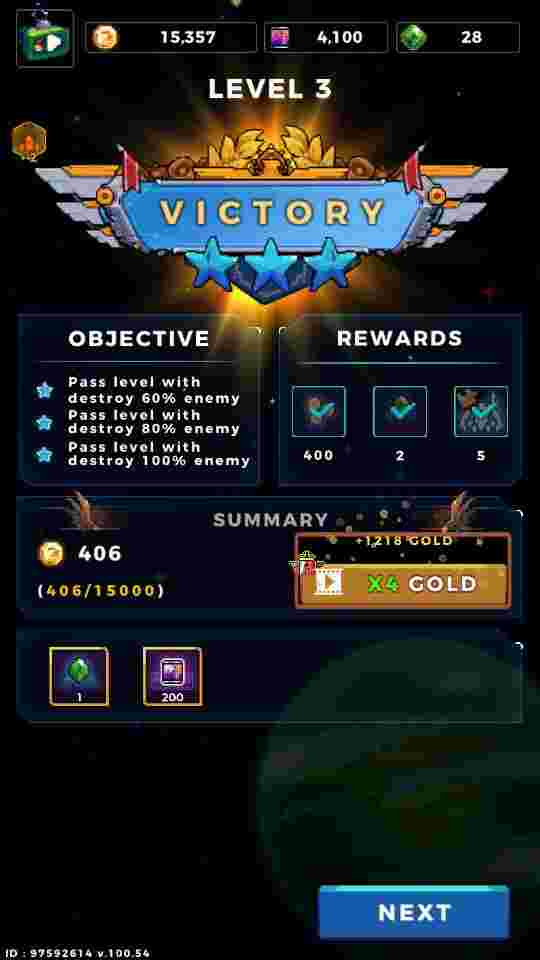 15,357
4,100
28
LEVEL 3
VICTORY
OBJECTIVE
Pass level with
destroy 60% enemy
Pass level with
destroy 80% enemy
Pass level with
destroy 100% enemy
REWARDS
400
2
5
SUMMARY
406
(406/15000)
+1,218 GOLD
X4 GOLD
1
200
NEXT
ID : 97592614 v.100.54